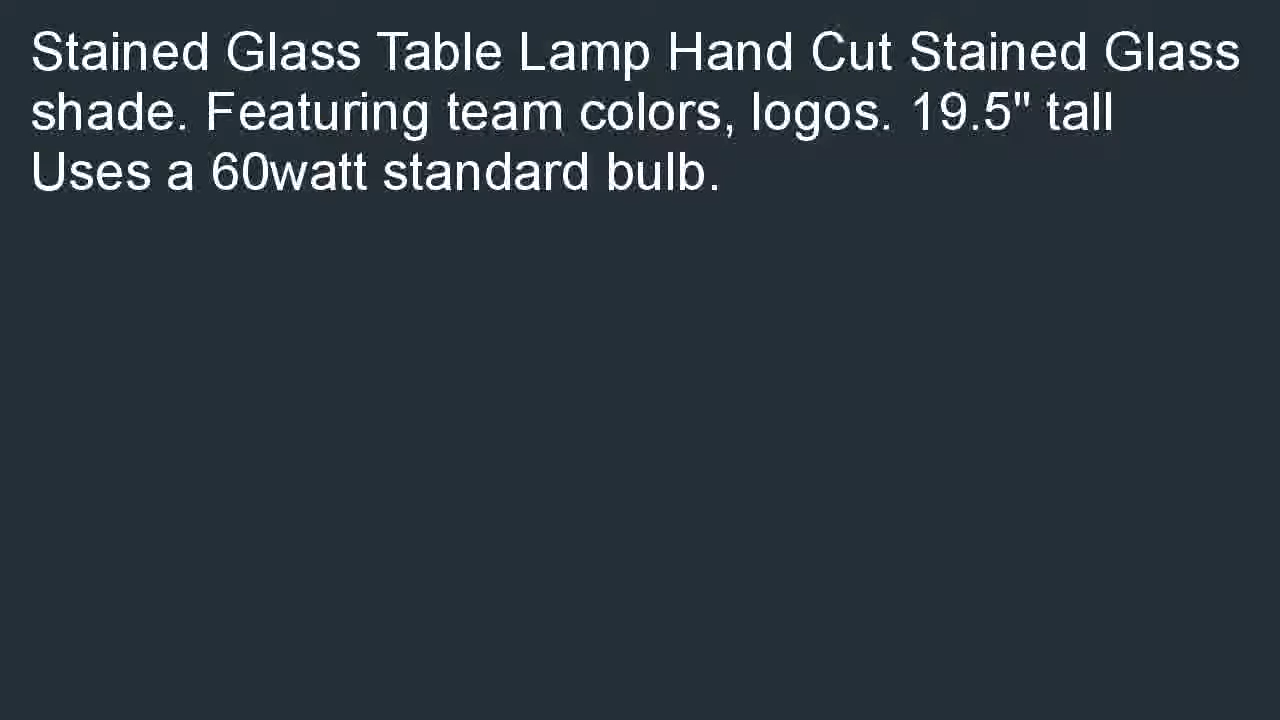 Stained Glass Table Lamp Hand Cut Stained Glass
shade. Featuring team colors, logos. 19.5" tall
Uses a 60watt standard bulb.